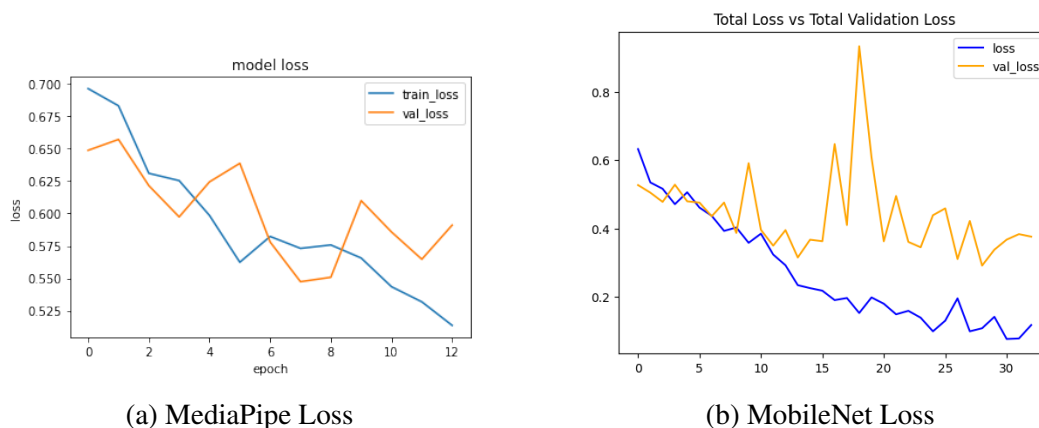 model loss
train_loss
val_loss
0.700
0.675
0.650
0.625
0.600
0.575
0.550
0.525
loss
0 2 4 6 8 10 12
epoch
(a) MediaPipe Loss
Total Loss vs Total Validation Loss
loss
val_loss
0.8
0.6
0.4
0.2
0 5 10 15 20 25 30
(b) MobileNet Loss